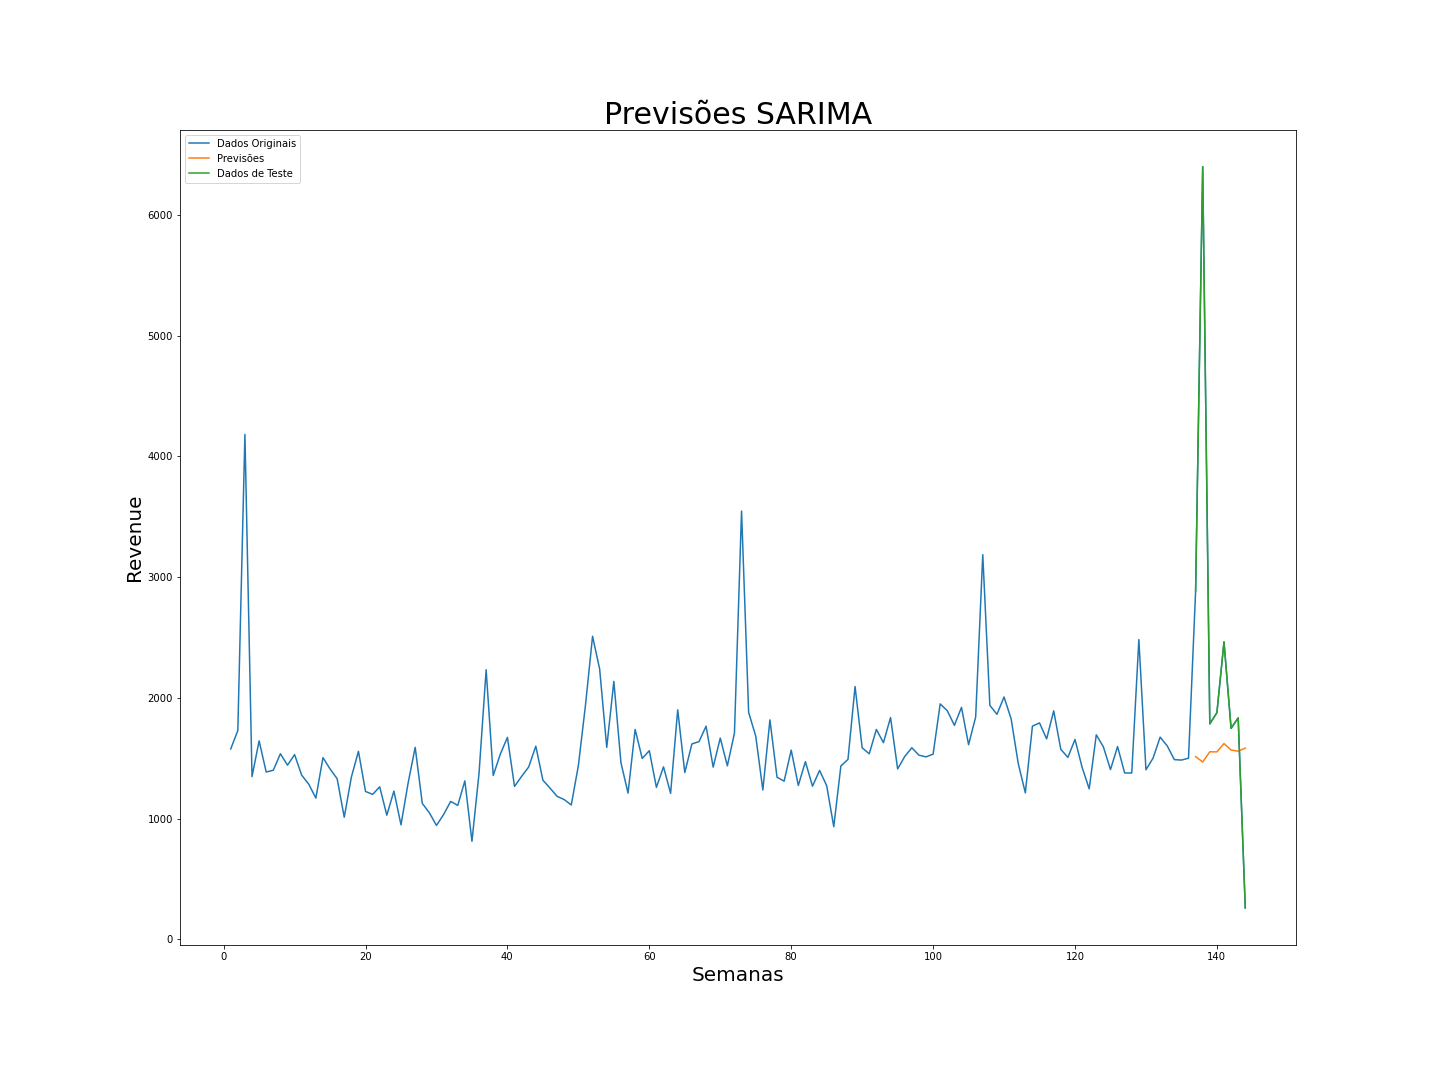 Previsões SARIMA
Dados Originais
Previsões
Dados de Teste
6000
5000
4000
3000
2000
1000
0
Revenue
0 20 40 60 80 100 120 140
Semanas